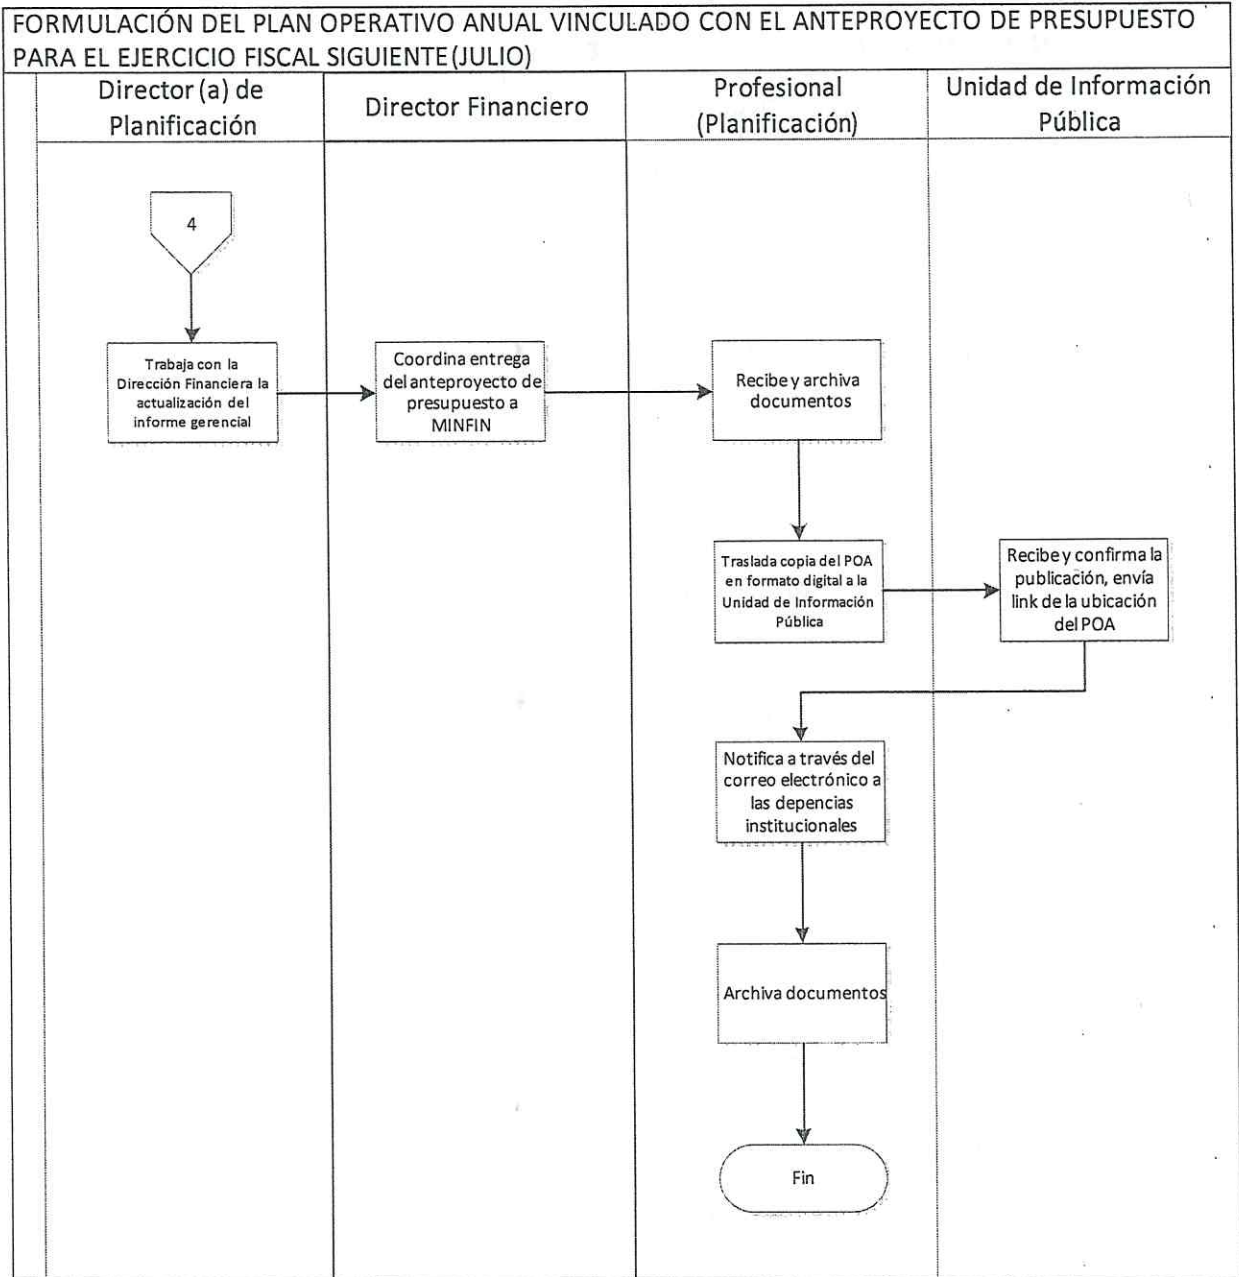 FORMULACIÓN DEL PLAN OPERATIVO ANUAL VINCULADO CON EL ANTEPROYECTO DE PRESUPUESTO
PARA EL EJERCICIO FISCAL SIGUIENTE (JULIO)
Director (a) de
Planificación
Director Financiero
Profesional
(Planificación)
Unidad de Información
Pública
4
Trabaja con la
Dirección Financiera la
actualización del
informe gerencial
Coordina entrega
del anteproyecto de
presupuesto a
MINFIN
Recibe y archiva
documentos
Traslada copia del POA
en formato digital a la
Unidad de Información
Pública
Recibe y confirma la
publicación, envía
link de la ubicación
del POA
Notifica a través del
correo electrónico a
las depencias
institucionales
Archiva documentos
Fin